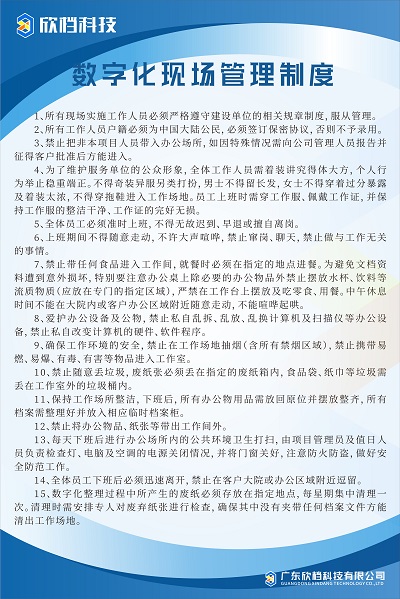 欣档科技
数字化现场管理制度
1、所有现场实施工作人员必须严格遵守建设单位的相关规章制度,服从管理。
2、所有工作人员户籍必须为中国大陆公民,必须签订保密协议,否则不予录用。
3、禁止把非本项目人员带入办公场所,如因特殊情况需向公司管理人员报告并
征得客户批准后方能进入。
4、为了维护服务单位的公众形象,全体工作人员需着装讲究得体大方,个人行
为举止稳重端正。不得奇装异服另类打扮,男士不得留长发,女士不得穿着过分暴露
及着装太浓,不得穿拖鞋进入工作场地。员工上班时需穿工作服、佩戴工作证,并保
持工作服的整洁干净、工作证的完好无损。
5、全体员工必须准时上班,不得无故迟到、早退或擅自离岗。
6、上班期间不得随意走动,不许大声喧哗,禁止窜岗、聊天,禁止做与工作无关
的事情。
7、禁止带任何食品进入工作间,就餐时必须在指定的地点进餐。为避免文档资
料遭到意外损坏,特别要注意办公桌上除必要的办公物品外禁止摆放水杯、饮料等
流质物质(应放在专门的指定区域),严禁在工作台上摆放及吃零食、用餐。中午休息
时间不能在大院内或客户办公区域附近随意走动,不能喧哗起哄。
8、爱护办公设备及公物,禁止私自乱拆、乱放、乱换计算机及扫描仪等办公设
备,禁止私自改变计算机的硬件、软件程序。
9、确保工作环境的安全,禁止在工作场地抽烟(含所有禁烟区域),禁止携带易
燃、易爆、有毒、有害等物品进入工作室。
10、禁止随意丢垃圾,废纸张必须丢在指定的废纸箱内,食品袋、纸巾等垃圾需
丢在工作室外的垃圾桶内。
11、保持工作场所整洁,下班后,所有办公物用品需放回原位并摆放整齐,所有
档案需整理好并放入相应临时档案柜。
12、禁止将办公物品、纸张等带出工作间外。
13、每天下班后进行办公场所内的公共环境卫生打扫,由项目管理员及值日人
员负责检查灯、电脑及空调的电源关闭情况,并将门窗关好,注意防火防盗,做好安
全防范工作。
14、全体员工下班后必须迅速离开,禁止在客户大院或办公区域附近逗留。
15、数字化整理过程中所产生的废纸必须存放在指定地点,每星期集中清理一
次。清理时需安排专人对废弃纸张进行检查,确保其中没有夹带任何档案文件方能
清出工作场地。
广东欣档科技有限公司
GUANGDONG XINDANG TECHNOLOGY CO.,LTD